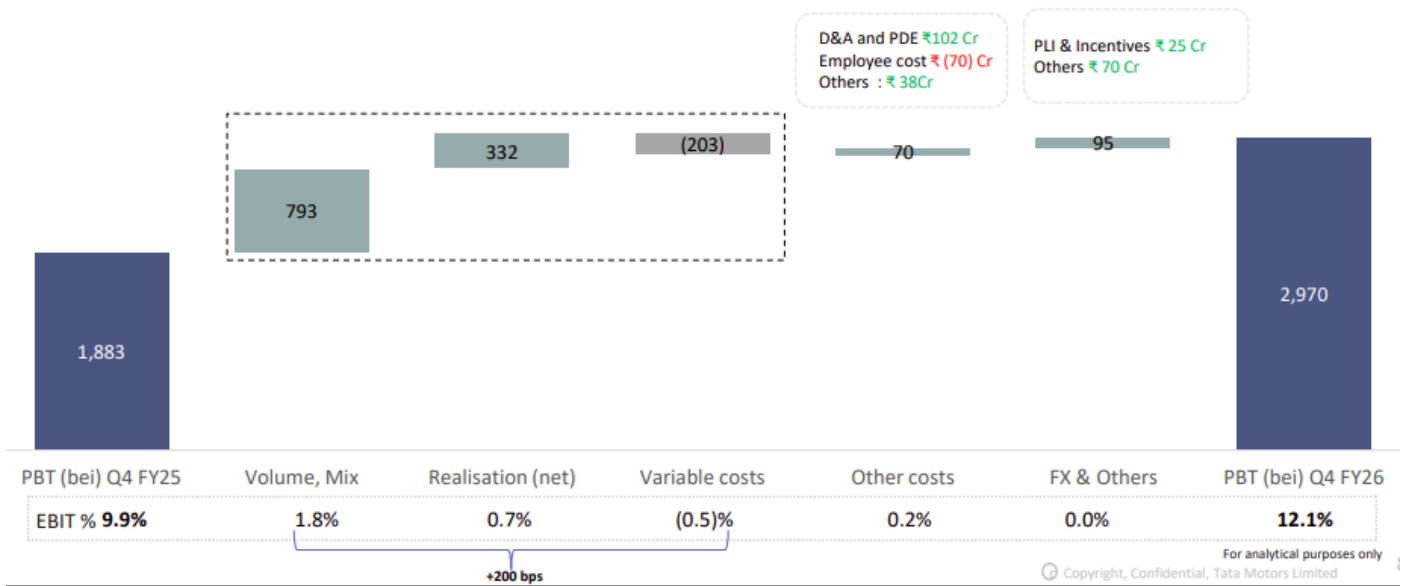 D&A and PDE ₹102 Cr
Employee cost ₹ (70) Cr
Others : ₹ 38Cr
PLI & Incentives ₹ 25 Cr
Others ₹ 70 Cr
1,883
793
332
(203)
70
95
2,970
PBT (bei) Q4 FY25 Volume, Mix Realisation (net) Variable costs Other costs FX & Others PBT (bei) Q4 FY26
EBIT % 9.9% 1.8% 0.7% (0.5)% 0.2% 0.0% 12.1%
+200 bps
For analytical purposes only
Copyright, Confidential, Tata Motors Limited